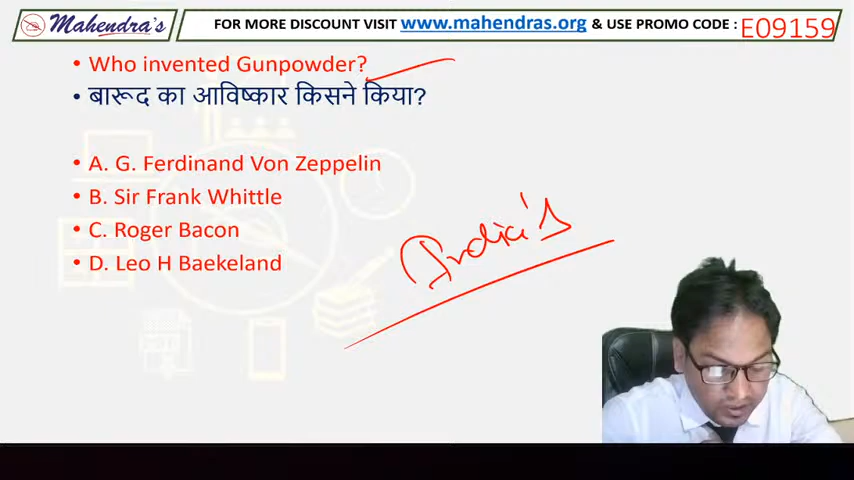 Mahendra's
FOR MORE DISCOUNT VISIT www.mahendras.org & USE PROMO CODE : E09159
• Who invented Gunpowder?
• बारूद का आविष्कार किसने किया?
• A. G. Ferdinand Von Zeppelin
• B. Sir Frank Whittle
• C. Roger Bacon
• D. Leo H Baekeland
India's